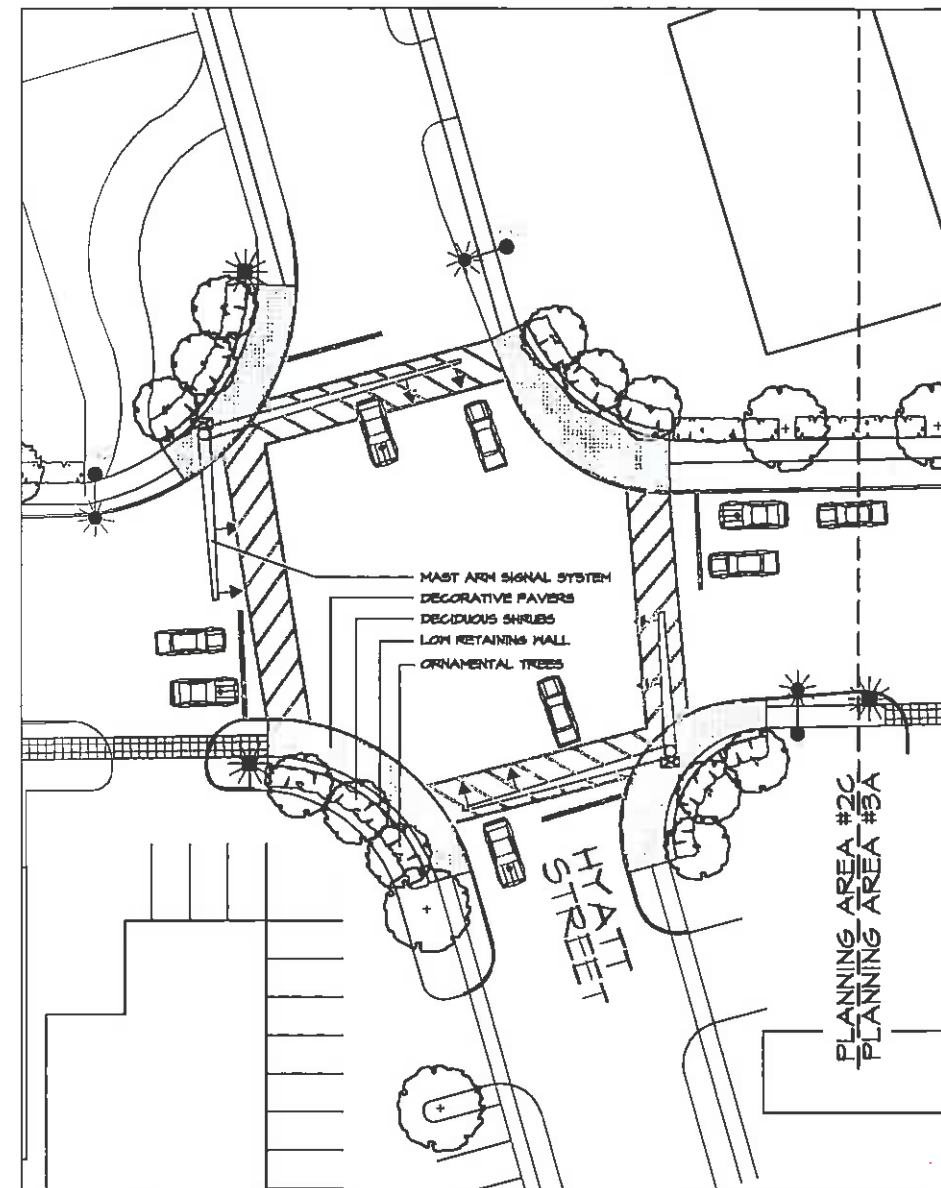 MAST ARM SIGNAL SYSTEM
DECORATIVE PAVERS
DECIDUOUS SHRUBS
LOW RETAINING WALL
ORNAMENTAL TREES
HYATT
STREET
PLANNING AREA #2C
PLANNING AREA #3A